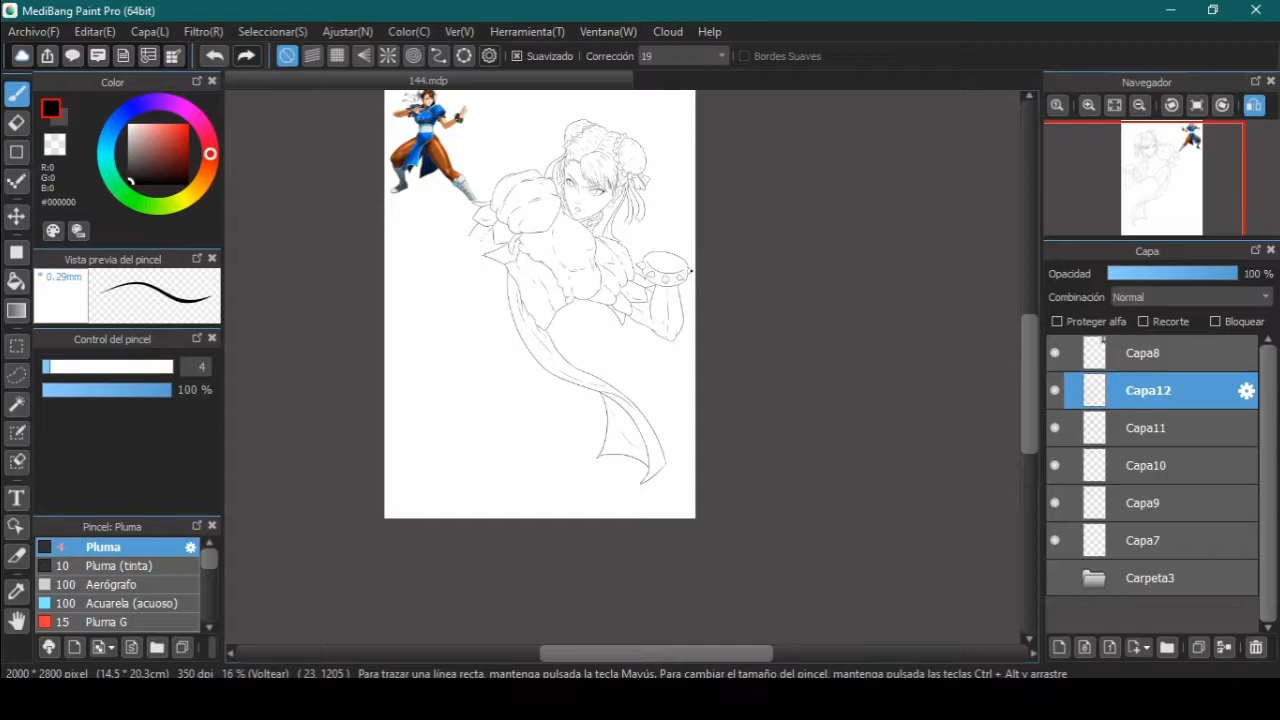 MediBang Paint Pro (64bit)
Archivo(F) Editar(E) Capa(L) Filtro(R) Seleccionar(S) Ajustar(N) Color(C) Ver(V) Herramienta(T) Ventana(W) Cloud Help
Suavizado Corrección 19 Bordes Suaves
Color
144.mdp
Navegador
R:0
G:0
B:0
#000000
Vista previa del pincel
* 0.29mm
Control del pincel
4
100 %
Pincel: Pluma
4 Pluma
10 Pluma (tinta)
100 Aerógrafo
100 Acuarela (acuoso)
15 Pluma G
Capa
Opacidad 100 %
Combinación Normal
Proteger alfa Recorte Bloquear
Capa8
Capa12
Capa11
Capa10
Capa9
Capa7
Carpeta3
2000 * 2800 pixel (14.5 * 20.3cm) 350 dpi 16 % (Voltear) ( 23, 1205 ) Para trazar una línea recta, mantenga pulsada la tecla Mayús. Para cambiar el tamaño del pincel, mantenga pulsada las teclas Ctrl + Alt y arrastre